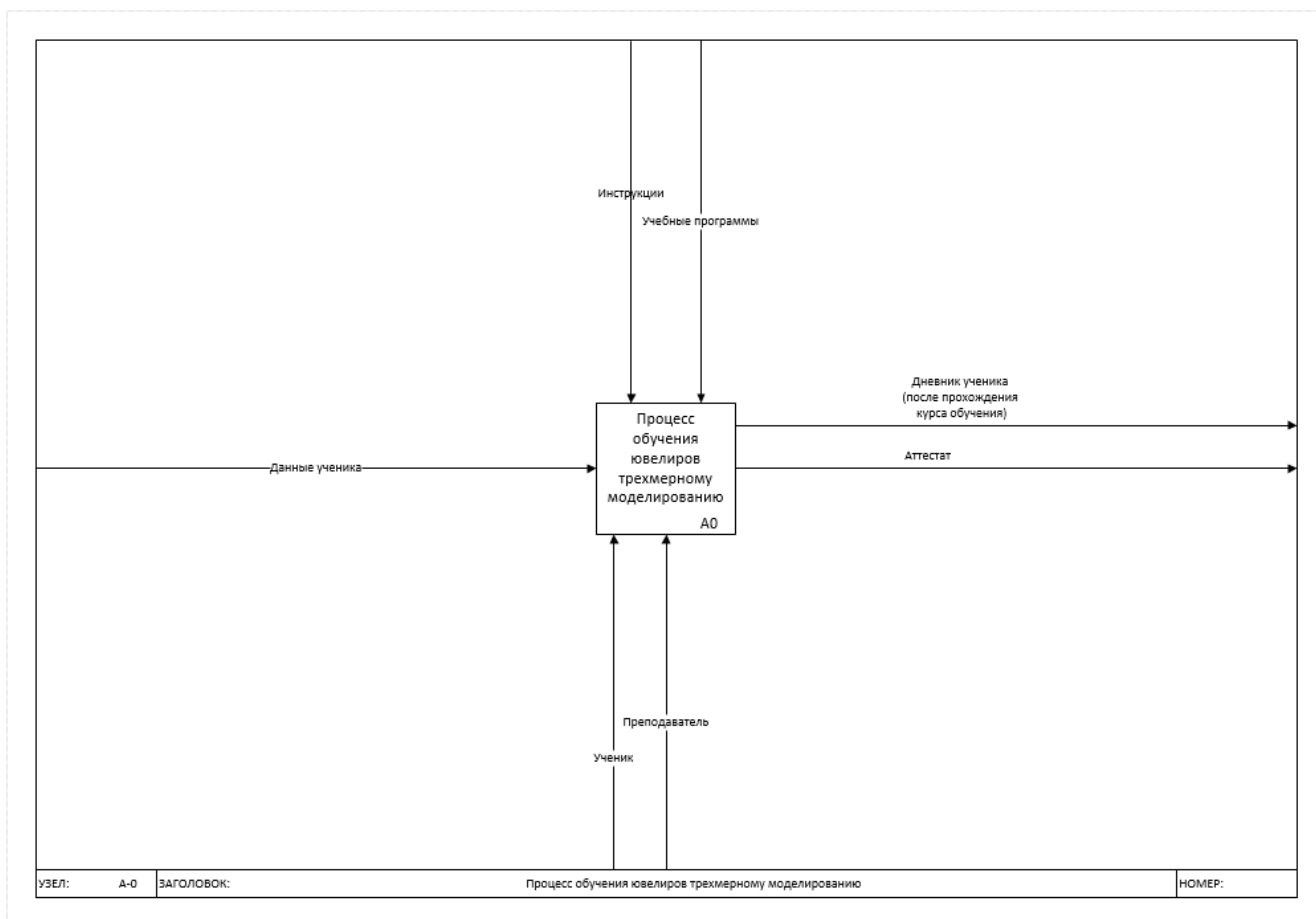 Инструкции
Учебные программы
Дневник ученика
(после прохождения
курса обучения)
Процесс
обучения
ювелиров
трехмерному
моделированию
A0
Данные ученика
Аттестат
Преподаватель
Ученик
УЗЕЛ: A-0 ЗАГОЛОВОК: Процесс обучения ювелиров трехмерному моделированию НОМЕР: